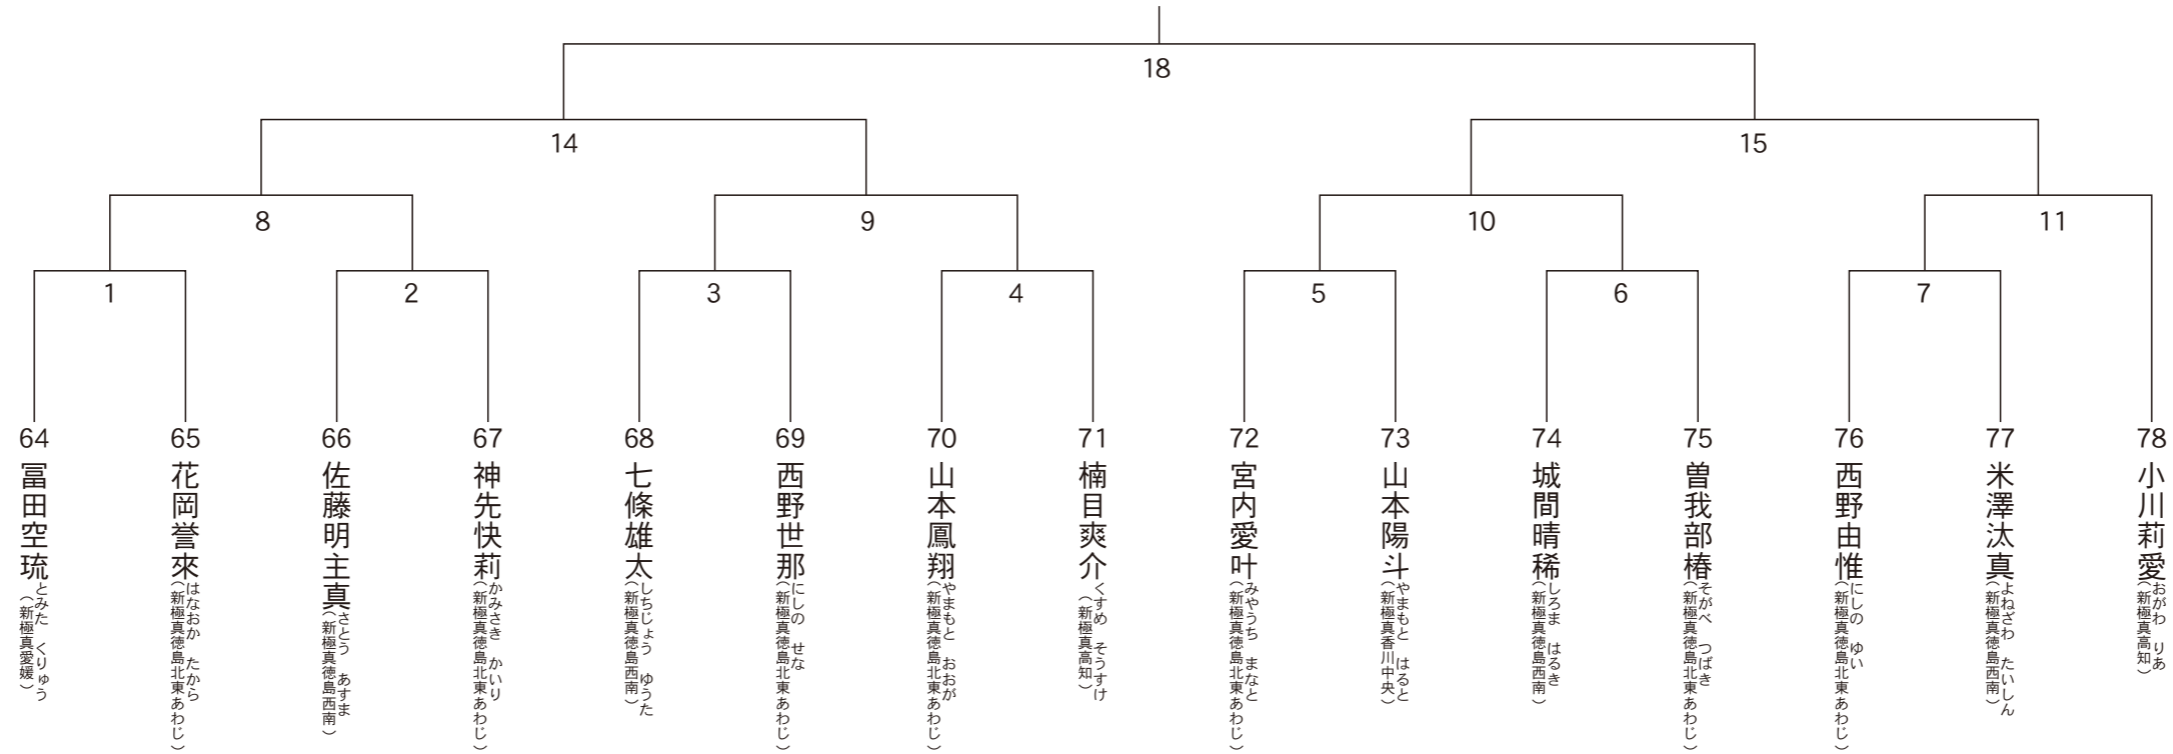 18
14
15
8
9
10
11
1
2
3
4
5
6
7
64
冨田空琉
とみた くりゅう
（新極真愛媛）
65
花岡誉來
はなおか たから
（新極真徳島北東あわじ）
66
佐藤明主真
さとう あすま
（新極真徳島西南）
67
神先快莉
かみさき かいり
（新極真徳島北東あわじ）
68
七條雄太
しちじょう ゆうた
（新極真徳島西南）
69
西野世那
にしの せな
（新極真徳島北東あわじ）
70
山本鳳翔
やまもと おおが
（新極真徳島北東あわじ）
71
楠目爽介
くすめ そうすけ
（新極真高知）
72
宮内愛叶
みやうち まなと
（新極真徳島北東あわじ）
73
山本陽斗
やまもと はると
（新極真香川中央）
74
城間晴稀
しろま はるき
（新極真徳島西南）
75
曽我部椿
そがべ つばき
（新極真徳島北東あわじ）
76
西野由惟
にしの ゆい
（新極真徳島北東あわじ）
77
米澤汰真
よねざわ たいしん
（新極真徳島西南）
78
小川莉愛
おがわ りあ
（新極真高知）